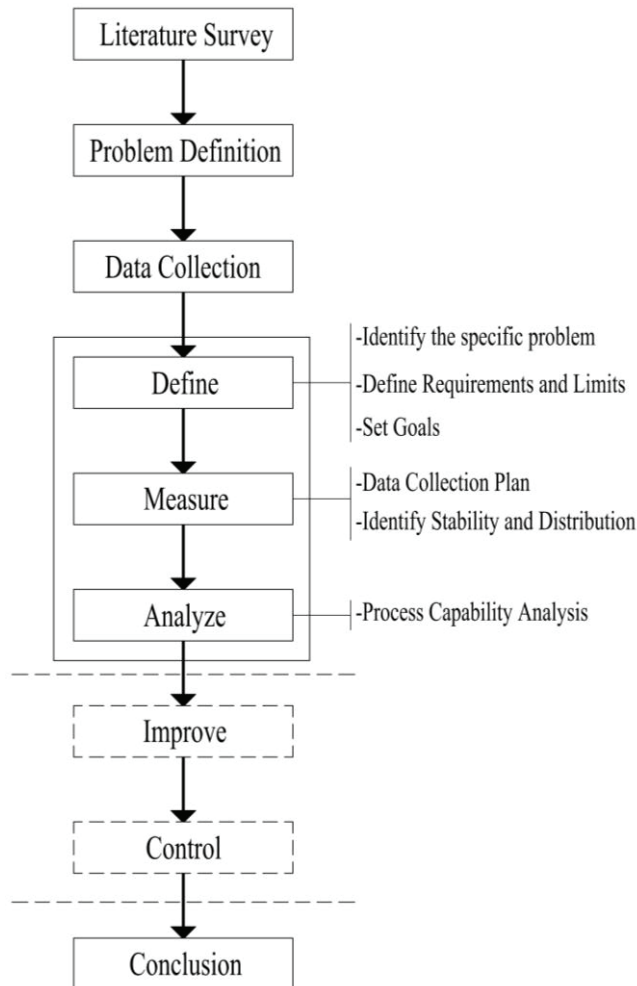 Literature Survey
Problem Definition
Data Collection
Define
-Identify the specific problem
-Define Requirements and Limits
-Set Goals
Measure
-Data Collection Plan
-Identify Stability and Distribution
Analyze
-Process Capability Analysis
Improve
Control
Conclusion